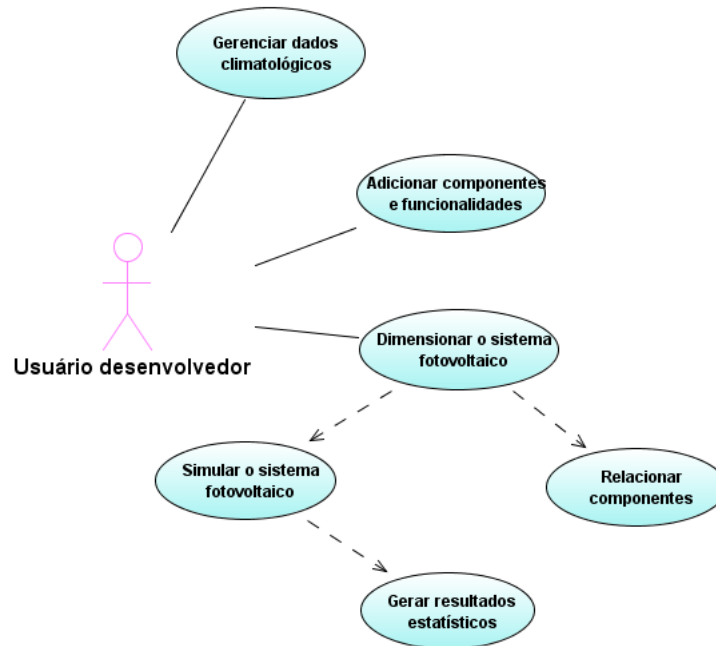 Gerenciar dados
climatológicos
Adicionar componentes
e funcionalidades
Usuário desenvolvedor
Dimensionar o sistema
fotovoltaico
Simular o sistema
fotovoltaico
Relacionar
componentes
Gerar resultados
estatísticos